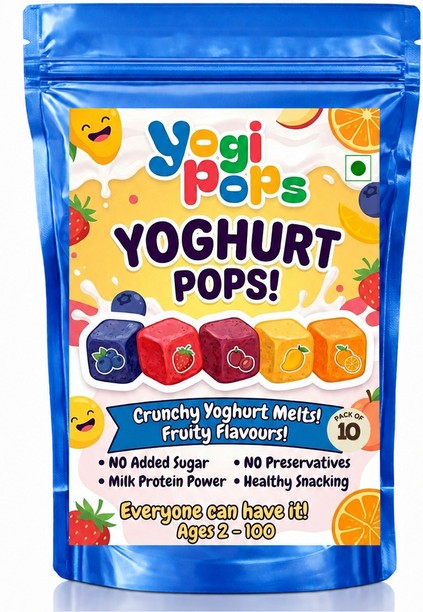 Yogi
PoPs
YOGHURT
POPS!
Crunchy Yoghurt Melts!
Fruity Flavours!
PACK OF
10
• NO Added Sugar • NO Preservatives
• Milk Protein Power • Healthy Snacking
Everyone can have it!
Ages 2 - 100